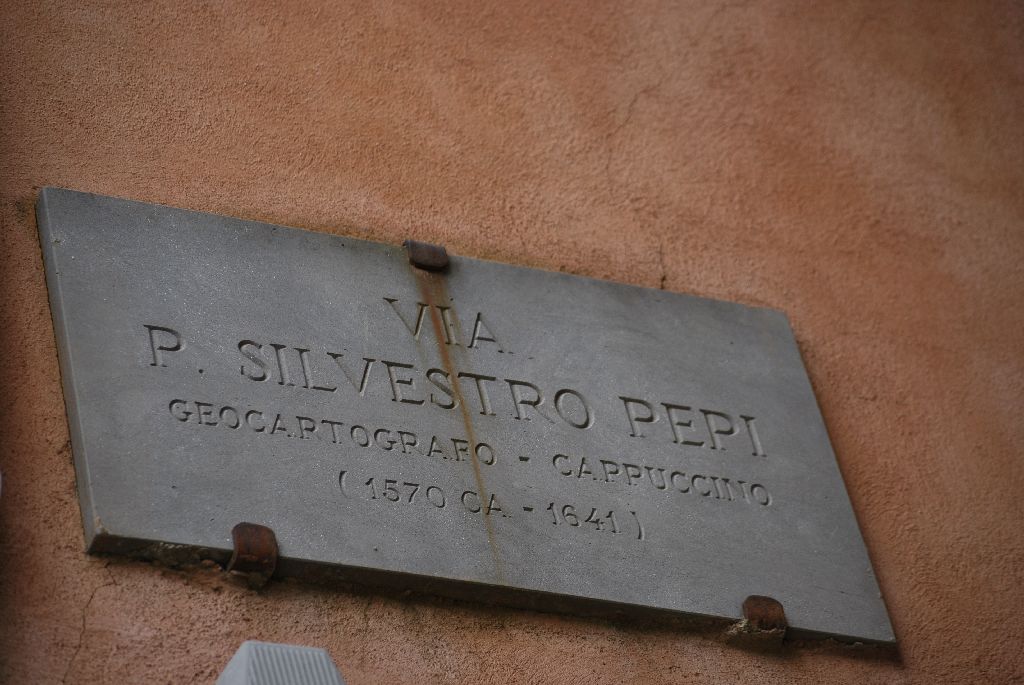 VIA
P. SILVESTRO PEPI
GEOCARTOGRAFO - CAPPUCCINO
(1570 CA. - 1641)